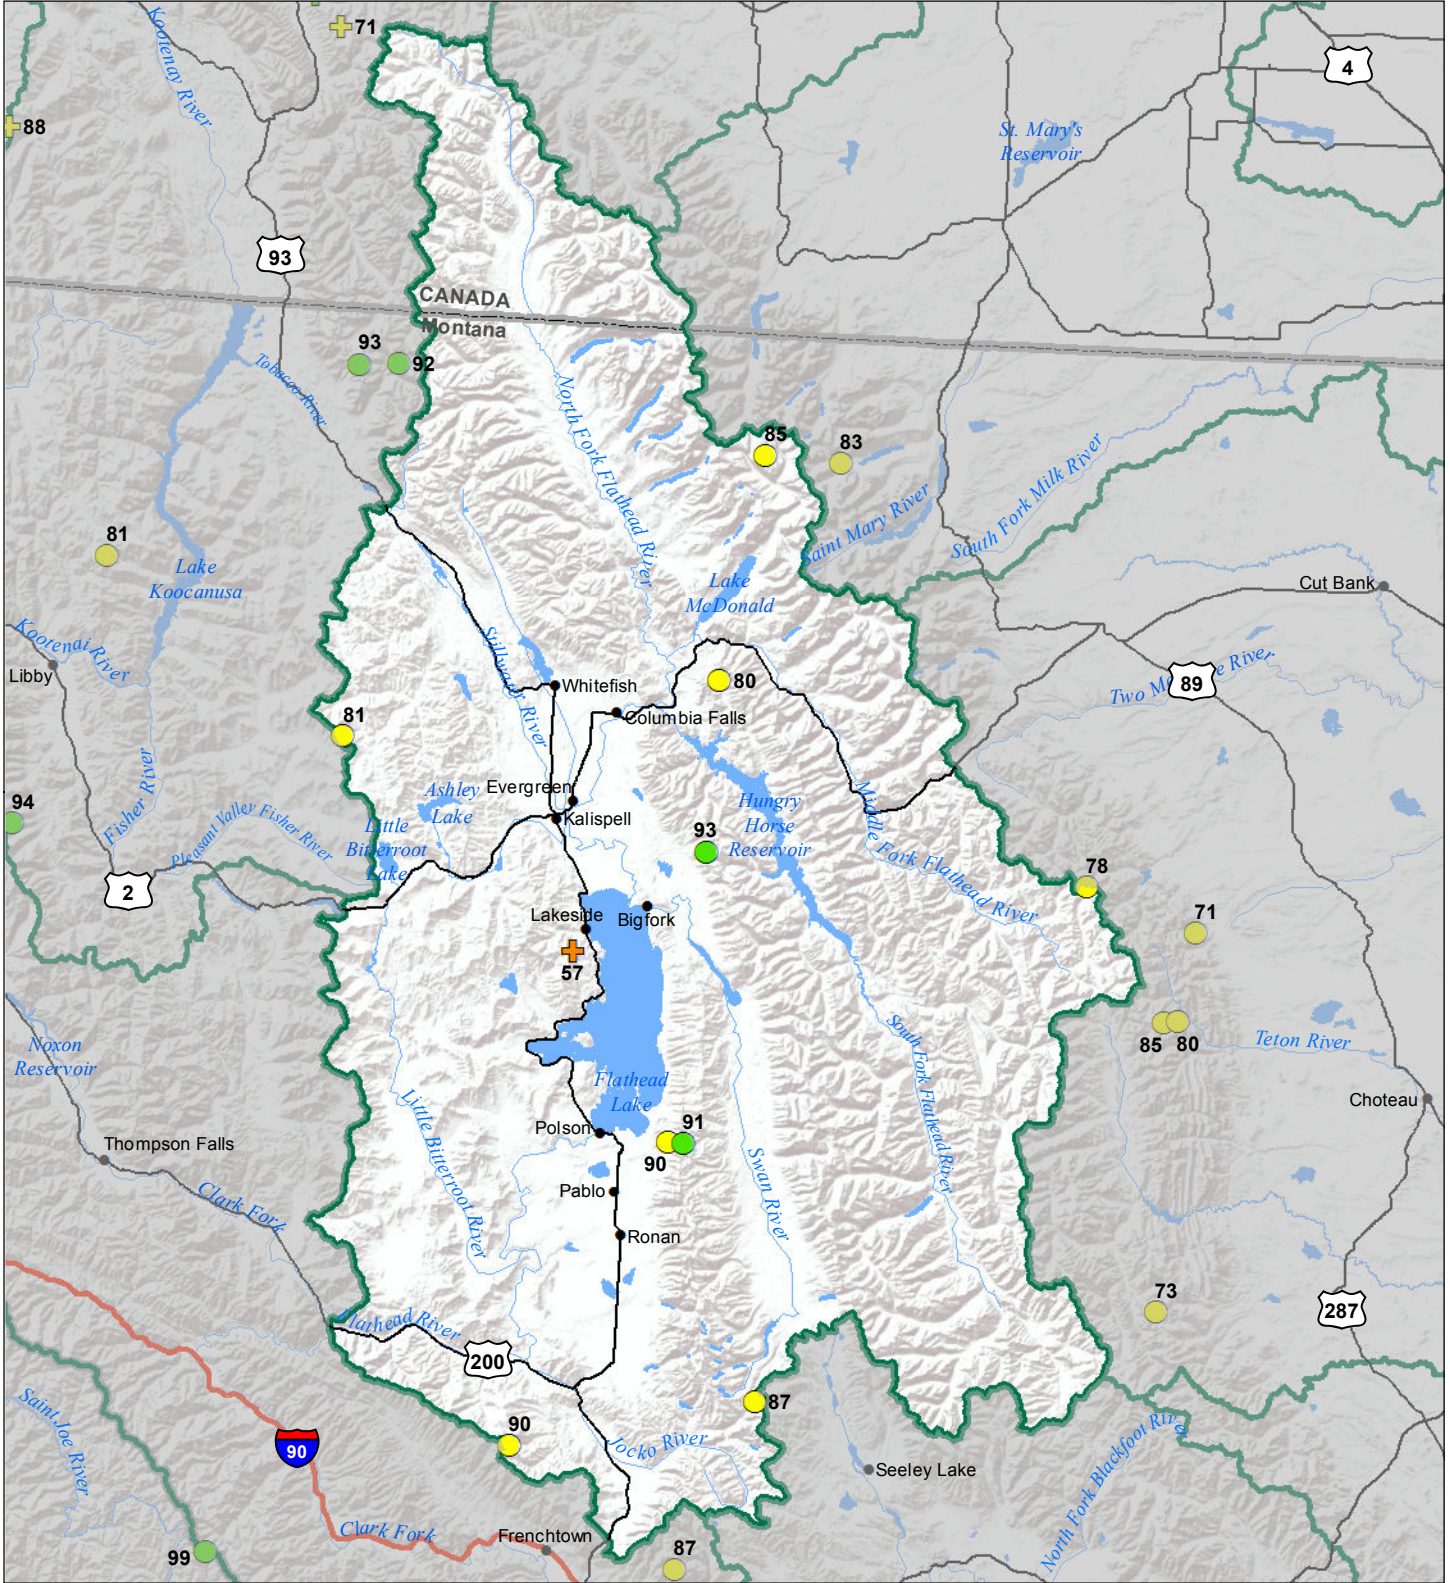 71
Kootenay River
4
88
St. Mary's
Reservoir
93
CANADA
Montana
93
92
Tobacco River
North Fork Flathead River
85
83
South Fork Milk River
Saint Mary River
81
Lake
Koocanusa
Lake
McDonald
Cut Bank
Kootenai River
Libby
Stillwater River
Whitefish
80
Two Me e River
89
Columbia Falls
81
Fisher River
Ashley
Lake
Evergreen
Kalispell
Hungry
Horse
Reservoir
Middle Fork Flathead River
94
Pleasant Valley Fisher River
Little
Bitterroot
Lake
93
2
78
71
Lakeside
Bigfork
57
Noxon
Reservoir
South Fork Flathead River
85
80
Teton River
Flathead
Lake
Little Bitterroot River
Choteau
Polson
91
90
Thompson Falls
Swan River
Pablo
Clark Fork
Ronan
73
287
Flathead River
200
87
Saint Joe River
90
90
Jocko River
North Fork Blackfoot River
Seeley Lake
Clark Fork
Frenchtown
99
87